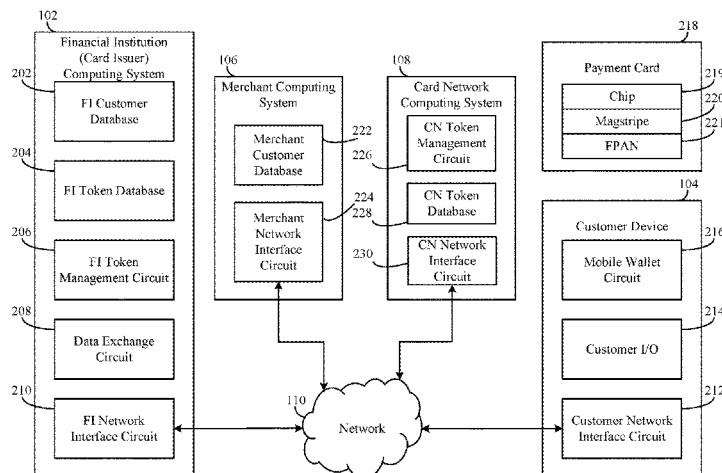 102
Financial Institution
(Card Issuer)
Computing System
202
FI Customer
Database
204
FI Token Database
206
FI Token
Management Circuit
208
Data Exchange
Circuit
210
FI Network
Interface Circuit
106
Merchant Computing
System
Merchant
Customer
Database
222
Merchant
Network
Interface
Circuit
224
108
Card Network
Computing System
226
CN Token
Management
Circuit
228
CN Token
Database
230
CN Network
Interface
Circuit
218
Payment Card
219
Chip
220
Magstripe
221
FPAN
104
Customer Device
216
Mobile Wallet
Circuit
214
Customer I/O
212
Customer Network
Interface Circuit
110
Network